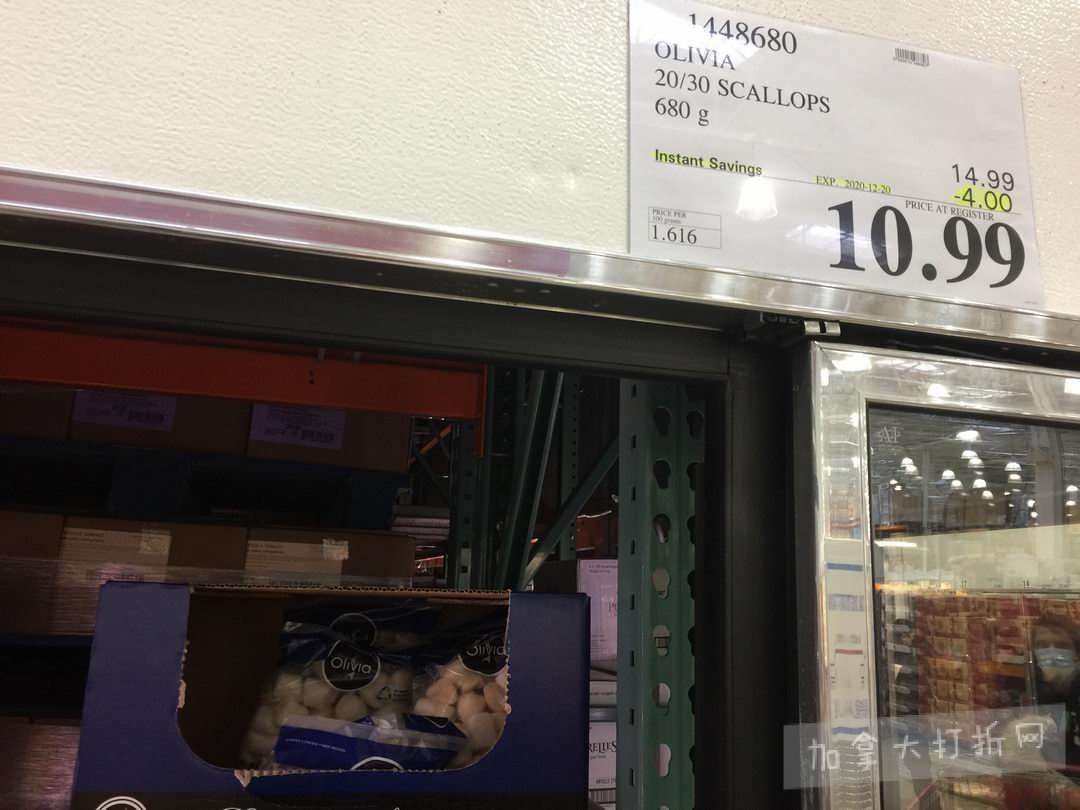 1448680
OLIVIA
20/30 SCALLOPS
680 g
Instant Savings
EXP. 2020-12-20
14.99
-4.00
PRICE AT REGISTER
10.99
PRICE PER
100 grams
1.616
Olivia
Olivia
加拿大打折网